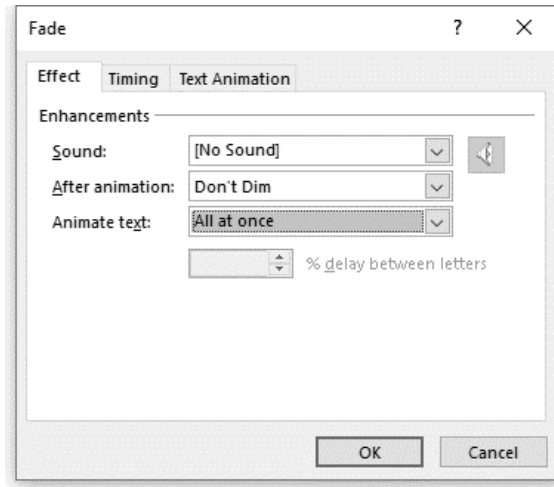 Fade ? ×
Effect Timing Text Animation
Enhancements
Sound: [No Sound]
After animation: Don't Dim
Animate text: All at once
% delay between letters
OK Cancel